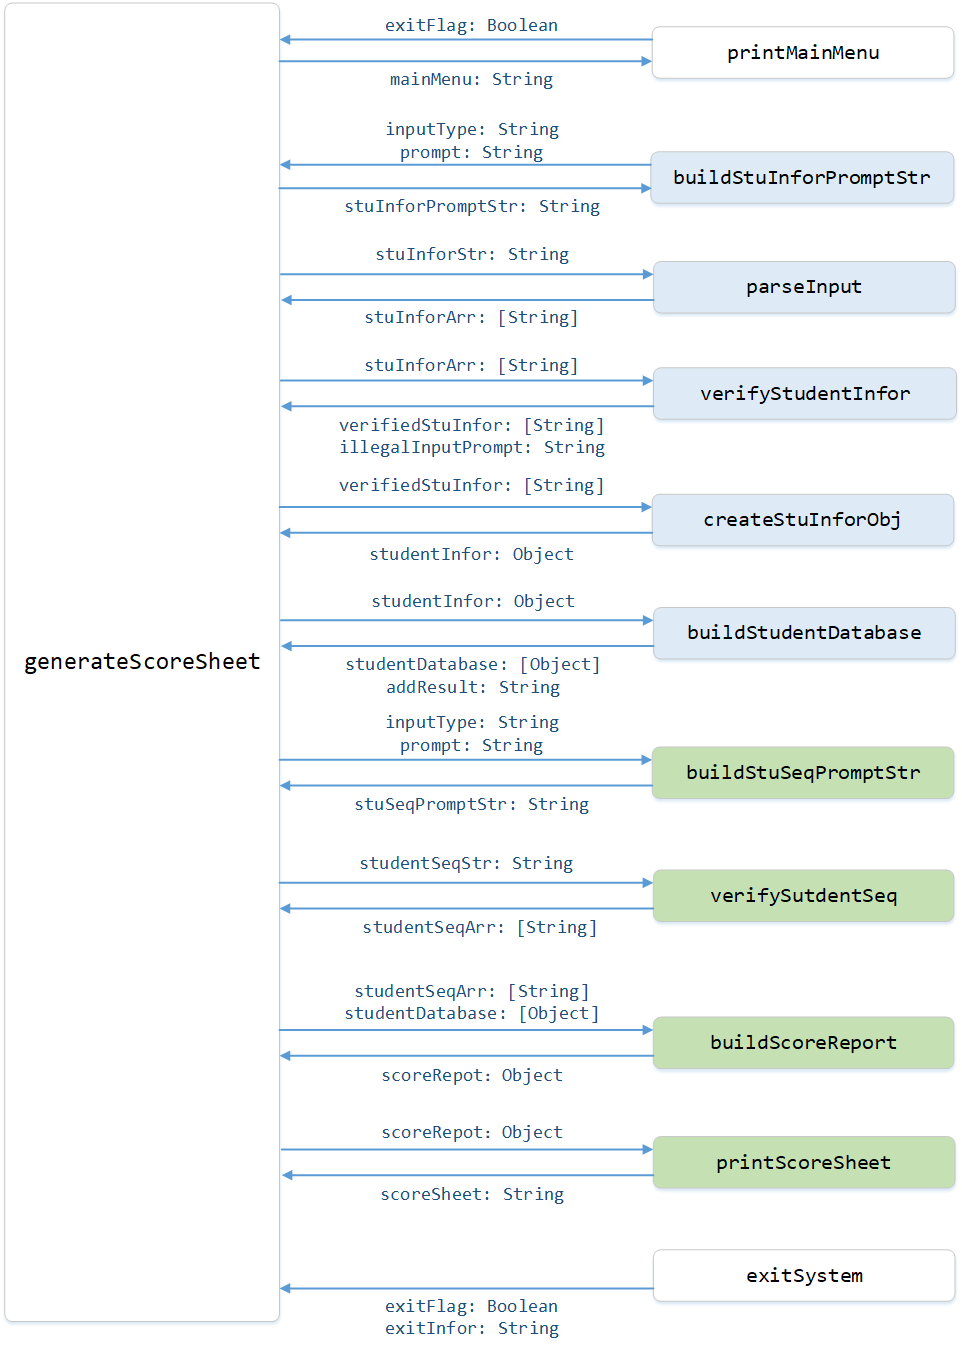 exitFlag: Boolean
printMainMenu
mainMenu: String
inputType: String
prompt: String
buildStuInforPromptStr
stuInforPromptStr: String
stuInforStr: String
parseInput
stuInforArr: [String]
stuInforArr: [String]
verifyStudentInfor
verifiedStuInfor: [String]
illegalInputPrompt: String
verifiedStuInfor: [String]
createStuInforObj
studentInfor: Object
studentInfor: Object
buildStudentDatabase
generateScoreSheet
studentDatabase: [Object]
addResult: String
inputType: String
prompt: String
buildStuSeqPromptStr
stuSeqPromptStr: String
studentSeqStr: String
verifySutdentSeq
studentSeqArr: [String]
studentSeqArr: [String]
studentDatabase: [Object]
buildScoreReport
scoreRepot: Object
scoreRepot: Object
printScoreSheet
scoreSheet: String
exitSystem
exitFlag: Boolean
exitInfor: String